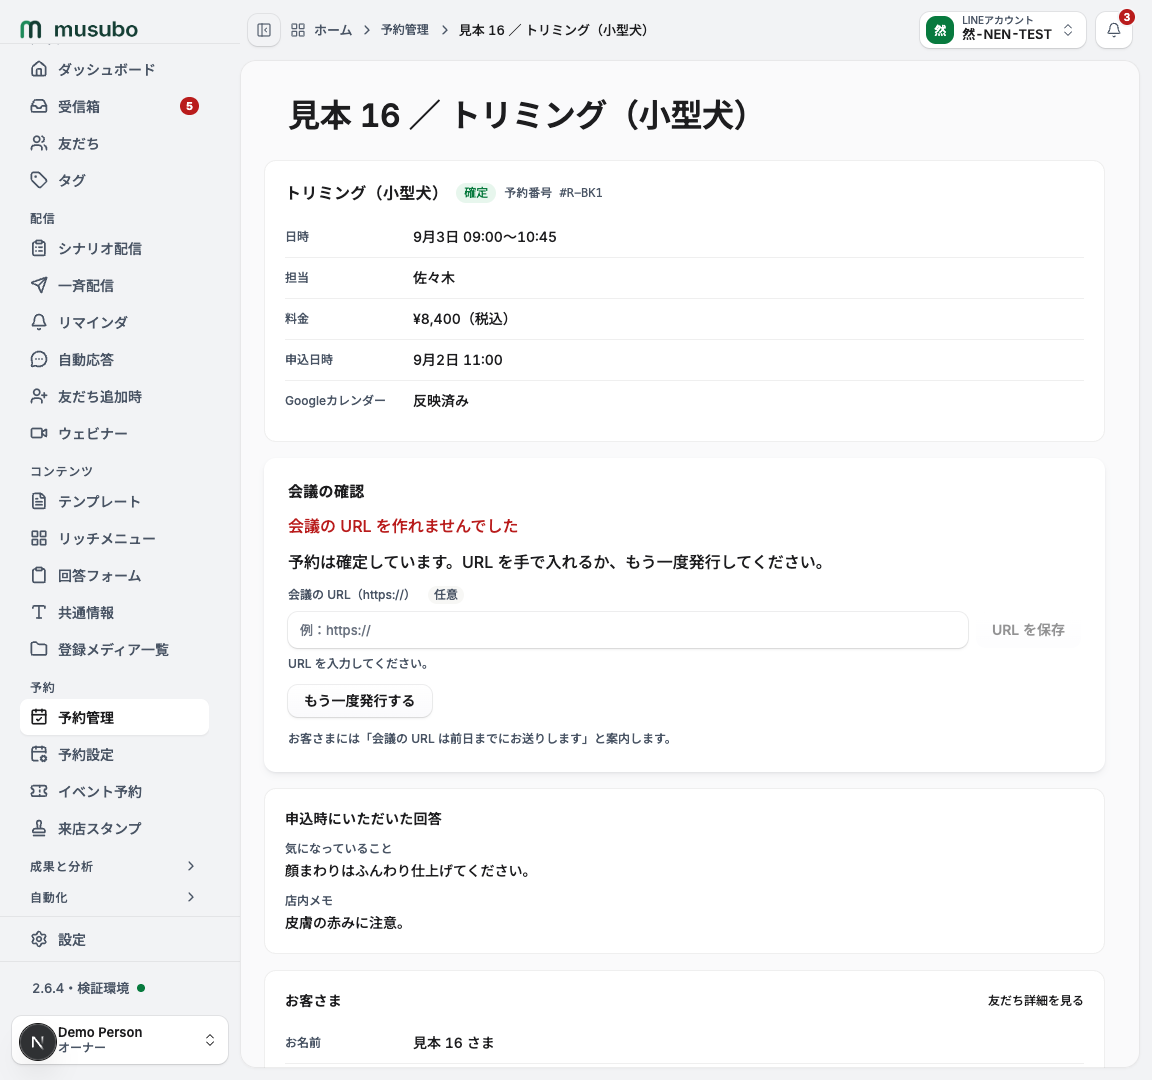 musubo
ホーム
予約管理
見本 16 ／ トリミング（小型犬）
LINEアカウント
然
然-NEN-TEST
3
ダッシュボード
受信箱
5
友だち
タグ
配信
シナリオ配信
一斉配信
リマインダ
自動応答
友だち追加時
ウェビナー
コンテンツ
テンプレート
リッチメニュー
回答フォーム
共通情報
登録メディア一覧
予約
予約管理
予約設定
イベント予約
来店スタンプ
成果と分析
自動化
設定
2.6.4・検証環境
N
Demo Person
オーナー
見本 16 ／ トリミング（小型犬）
トリミング（小型犬） 確定 予約番号 #R-BK1
日時 9月3日 09:00〜10:45
担当 佐々木
料金 ¥8,400（税込）
申込日時 9月2日 11:00
Googleカレンダー 反映済み
会議の確認
会議の URL を作れませんでした
予約は確定しています。URL を手で入れるか、もう一度発行してください。
会議の URL（https://） 任意
例：https://
URL を保存
URL を入力してください。
もう一度発行する
お客さまには「会議の URL は前日までにお送りします」と案内します。
申込時にいただいた回答
気になっていること
顔まわりはふんわり仕上げてください。
店内メモ
皮膚の赤みに注意。
お客さま 友だち詳細を見る
お名前 見本 16 さま